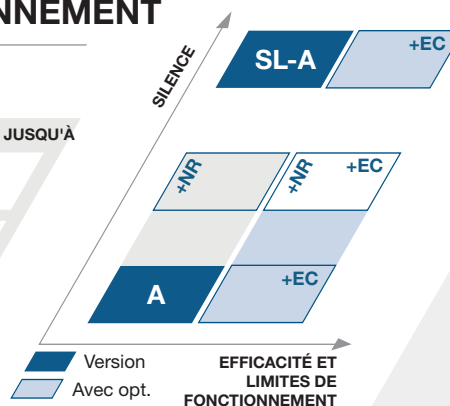 NNEMENT
JUSQU'À
SILENCE
SL-A
+EC
+NR
+NR
+EC
A
+EC
Version
Avec opt.
EFFICACITÉ ET
LIMITES DE
FONCTIONNEMENT